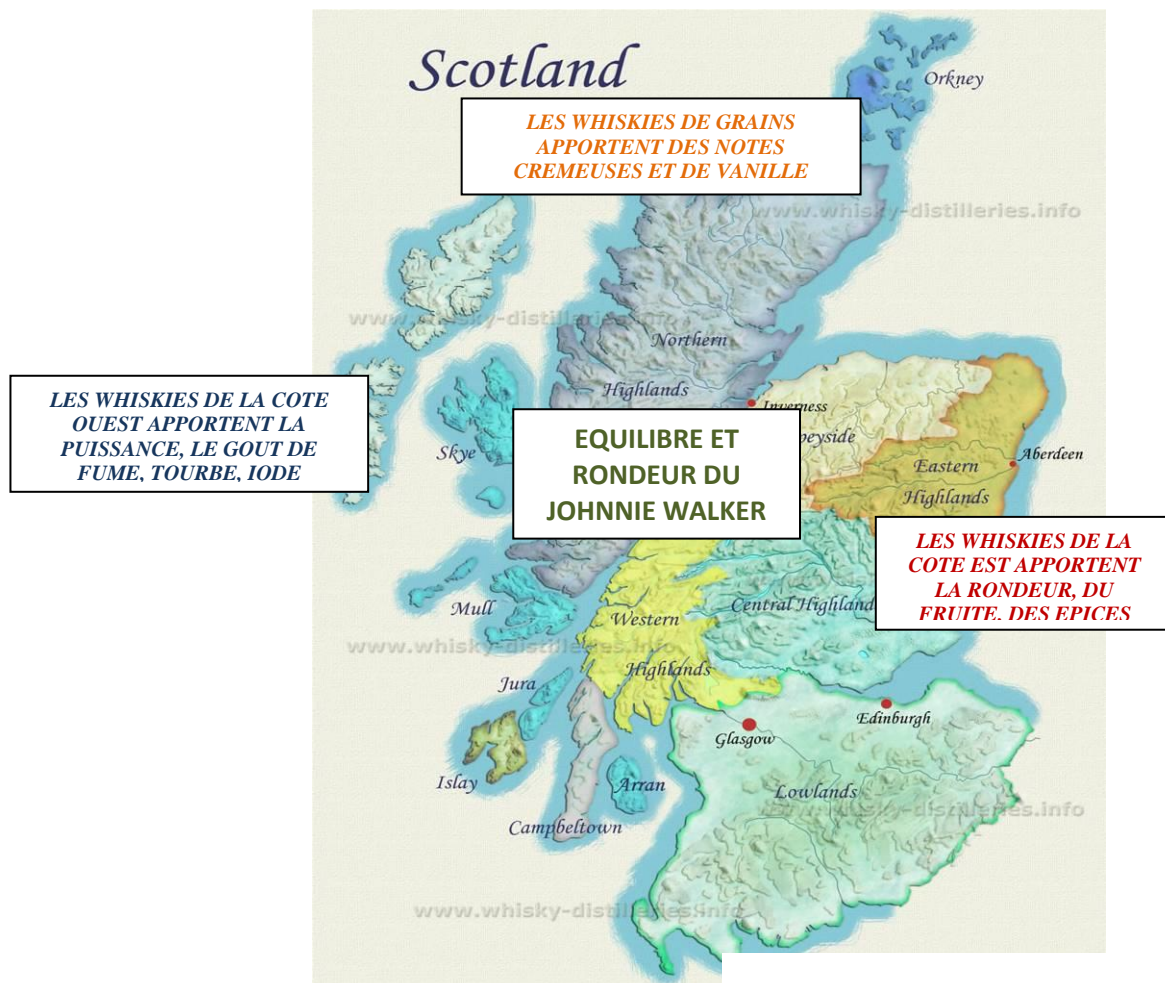 Scotland
Orkney
LES WHISKIES DE GRAINS
APPORTENT DES NOTES
CREMEUSES ET DE VANILLE
www.whisky-distilleries.info
www.whisky-distilleries.info
Northern
Highlands
Inverness
peyside
LES WHISKIES DE LA COTE
OUEST APPORTENT LA
PUISSANCE, LE GOUT DE
FUME, TOURBE, IODE
Skye
EQUILIBRE ET
RONDEUR DU
JOHNNIE WALKER
Eastern
Highlands
Aberdeen
LES WHISKIES DE LA
COTE EST APPORTENT
LA RONDEUR, DU
FRUITE, DES EPICES
Mull
Western
Highlands
Central Highland
www.whisky-distilleries.info
Jura
Islay
Campbeltown
Arran
Glasgow
Edinburgh
Lowlands
www.whisky-distilleries.info
www.whisky-distilleries.info